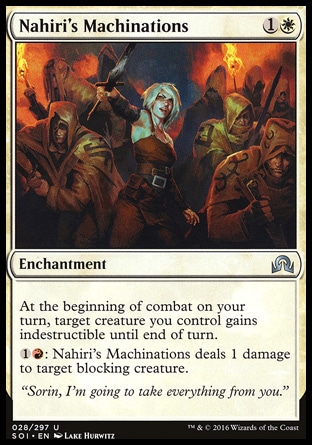 Nahiri's Machinations 1
Enchantment
At the beginning of combat on your
turn, target creature you control gains
indestructible until end of turn.
1: Nahiri's Machinations deals 1 damage
to target blocking creature.
"Sorin, I'm going to take everything from you."
028/297 U
SOI • EN Lake Hurwitz
™ & © 2016 Wizards of the Coast